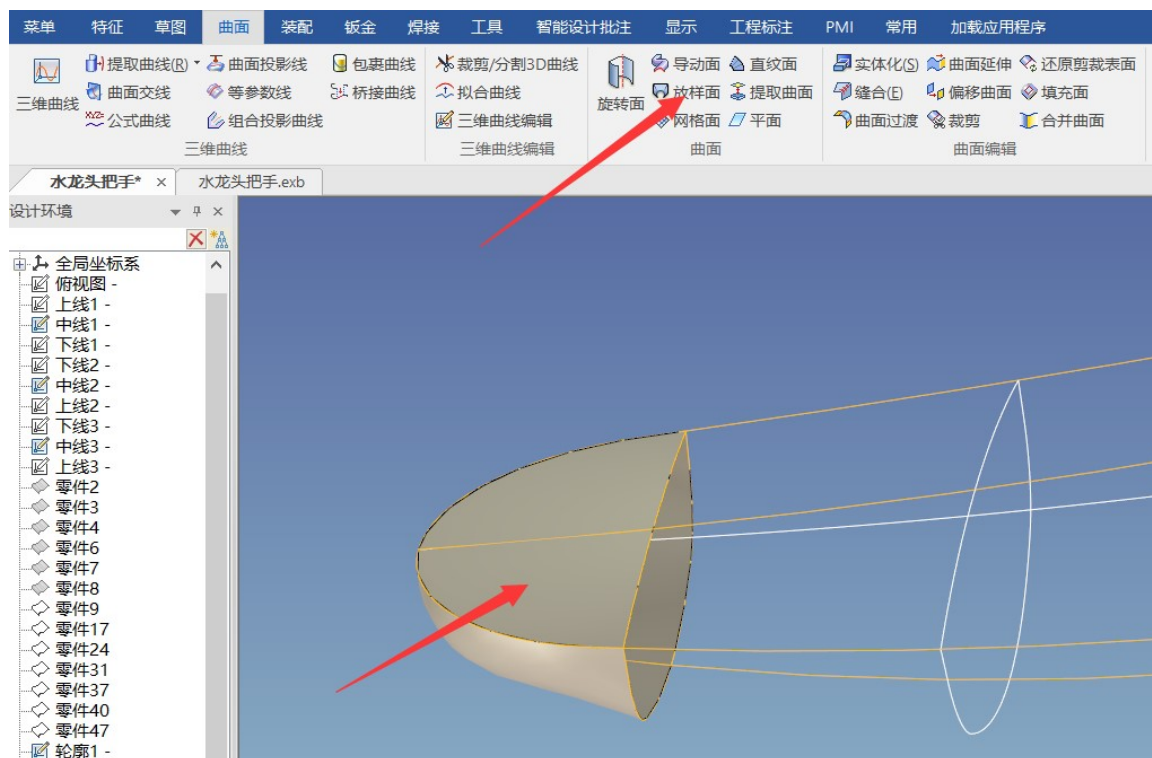 菜单 特征 草图 曲面 装配 钣金 焊接 工具 智能设计批注 显示 工程标注 PMI 常用 加载应用程序
三维曲线
提取曲线(R) 曲面投影线 包裹曲线
曲面交线 等参数线 桥接曲线
公式曲线 组合投影曲线
三维曲线
裁剪/分割3D曲线
拟合曲线
三维曲线编辑
三维曲线编辑
旋转面
导动面 直纹面
放样面 提取曲面
网格面 平面
曲面
实体化(S) 曲面延伸 还原剪裁表面
缝合(E) 偏移曲面 填充面
曲面过渡 裁剪 合并曲面
曲面编辑
水龙头把手* × 水龙头把手.exb
设计环境
全局坐标系
俯视图 -
上线1 -
中线1 -
下线1 -
下线2 -
中线2 -
上线2 -
下线3 -
中线3 -
上线3 -
零件2
零件3
零件4
零件6
零件7
零件8
零件9
零件17
零件24
零件31
零件37
零件40
零件47
轮廓1 -